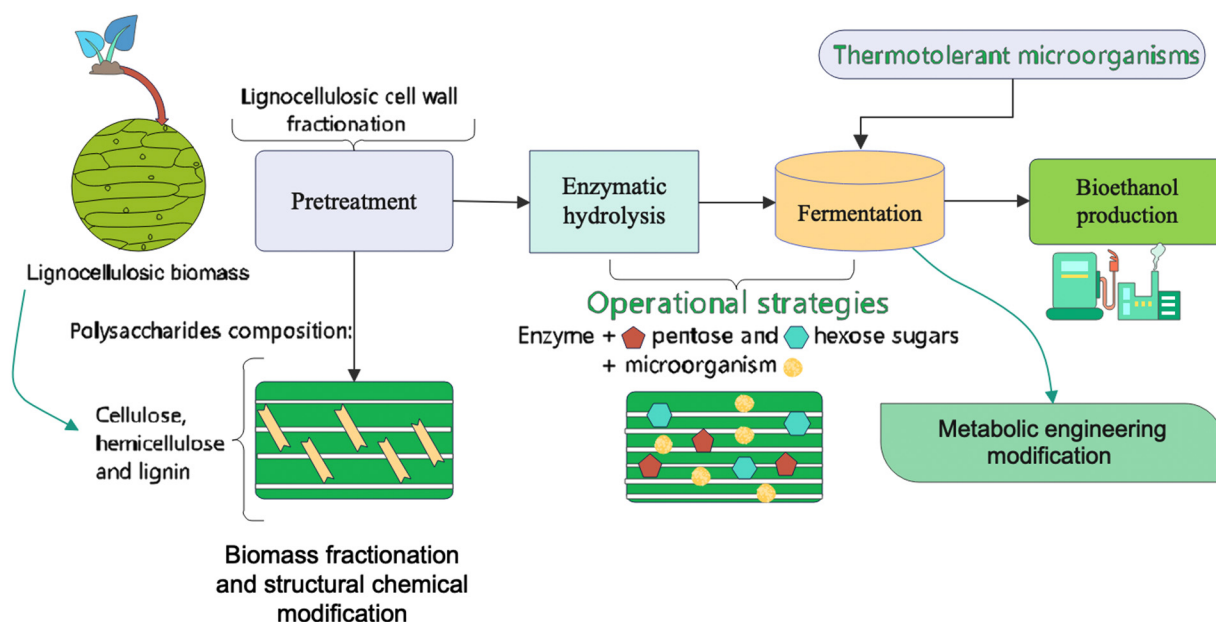 Thermotolerant microorganisms
Lignocellulosic cell wall
fractionation
Pretreatment
Enzymatic
hydrolysis
Fermentation
Bioethanol
production
Lignocellulosic biomass
Operational strategies
Enzyme + pentose and hexose sugars
+ microorganism
Polysaccharides composition:
Cellulose,
hemicellulose
and lignin
Metabolic engineering
modification
Biomass fractionation
and structural chemical
modification